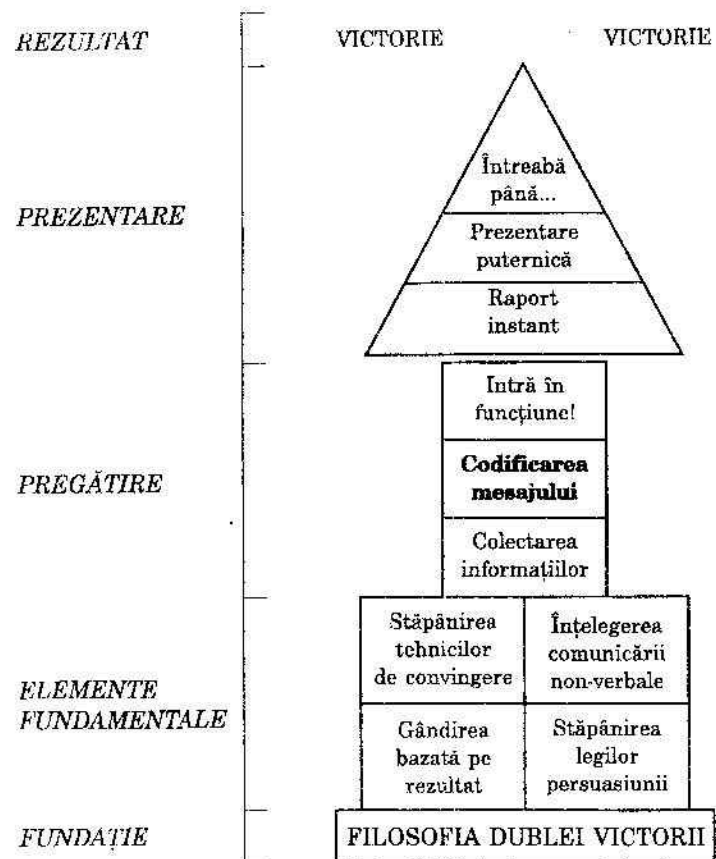 REZULTAT
VICTORIE VICTORIE
PREZENTARE
Întreabă
până...
Prezentare
puternică
Raport
instant
PREGĂTIRE
Intră în
funcțiune!
Codificarea
mesajului
Colectarea
informațiilor
ELEMENTE
FUNDAMENTALE
Stăpânirea
tehnicilor
de convingere
Înțelegerea
comunicării
non-verbale
Gândirea
bazată pe
rezultat
Stăpânirea
legilor
persuasiunii
FUNDAȚIE
FILOSOFIA DUBLEI VICTORII